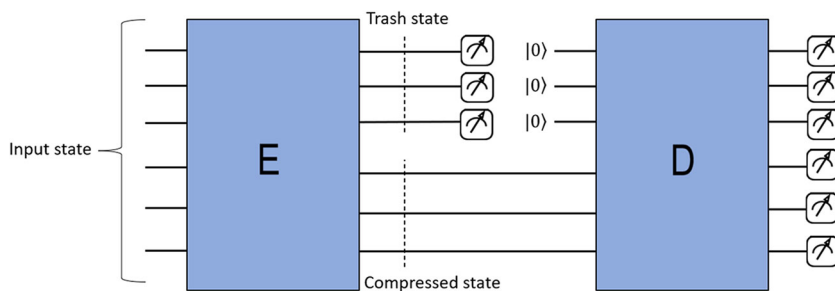 Trash state
|0⟩
|0⟩
|0⟩
Input state
E
D
Compressed state